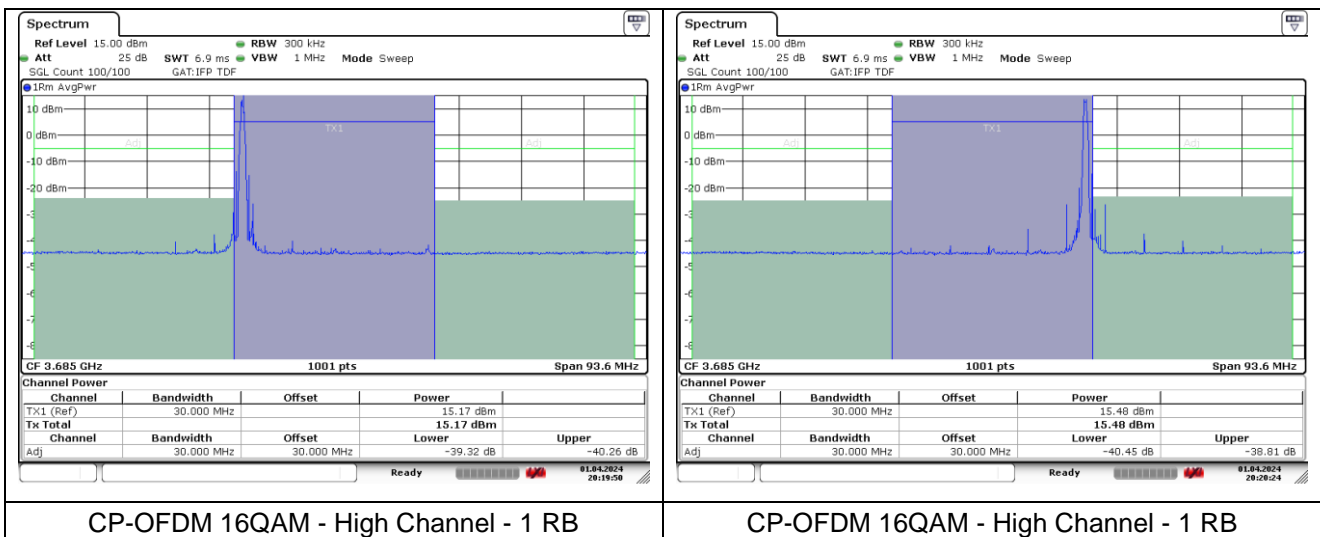 Spectrum
Ref Level 15.00 dBm RBW 300 kHz
Att 25 dB SWT 6.9 ms VBW 1 MHz Mode Sweep
SGL Count 100/100 GAT:IFP TDF
1Rm AvgPwr
10 dBm
TX1
0 dBm
Adj Adj
-10 dBm
-20 dBm
CF 3.685 GHz 1001 pts Span 93.6 MHz
Channel Power
Channel Bandwidth Offset Power
TX1 (Ref) 30.000 MHz 15.17 dBm
Tx Total 15.17 dBm
Channel Bandwidth Offset Lower Upper
Adj 30.000 MHz 30.000 MHz -39.32 dB -40.26 dB
Ready 01.04.2024
20:19:50
CP-OFDM 16QAM - High Channel - 1 RB
Spectrum
Ref Level 15.00 dBm RBW 300 kHz
Att 25 dB SWT 6.9 ms VBW 1 MHz Mode Sweep
SGL Count 100/100 GAT:IFP TDF
1Rm AvgPwr
10 dBm
TX1
0 dBm
Adj Adj
-10 dBm
-20 dBm
CF 3.685 GHz 1001 pts Span 93.6 MHz
Channel Power
Channel Bandwidth Offset Power
TX1 (Ref) 30.000 MHz 15.48 dBm
Tx Total 15.48 dBm
Channel Bandwidth Offset Lower Upper
Adj 30.000 MHz 30.000 MHz -40.45 dB -38.81 dB
Ready 01.04.2024
20:20:24
CP-OFDM 16QAM - High Channel - 1 RB